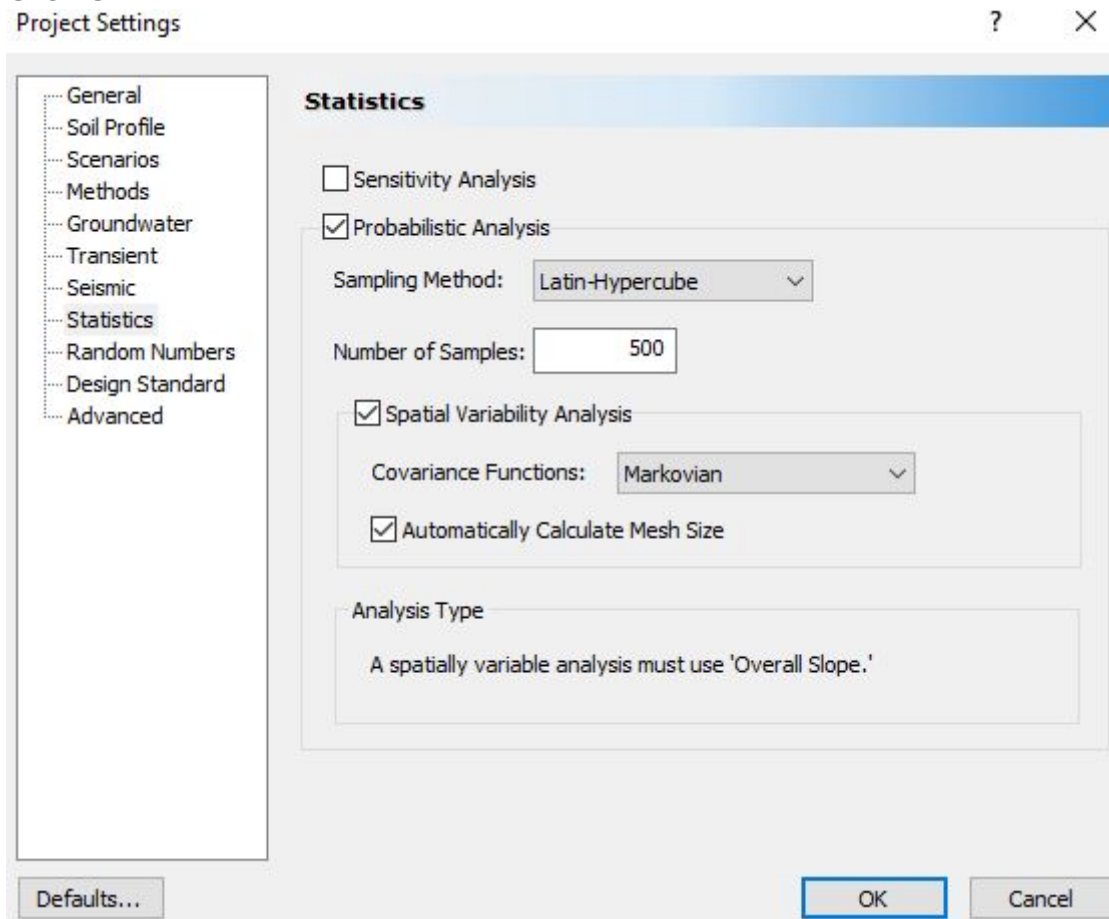 Project Settings
?
General
Soil Profile
Scenarios
Methods
Groundwater
Transient
Seismic
Statistics
Random Numbers
Design Standard
Advanced
Statistics
Sensitivity Analysis
Probabilistic Analysis
Sampling Method: Latin-Hypercube
Number of Samples: 500
Spatial Variability Analysis
Covariance Functions: Markovian
Automatically Calculate Mesh Size
Analysis Type
A spatially variable analysis must use 'Overall Slope.'
Defaults...
OK
Cancel